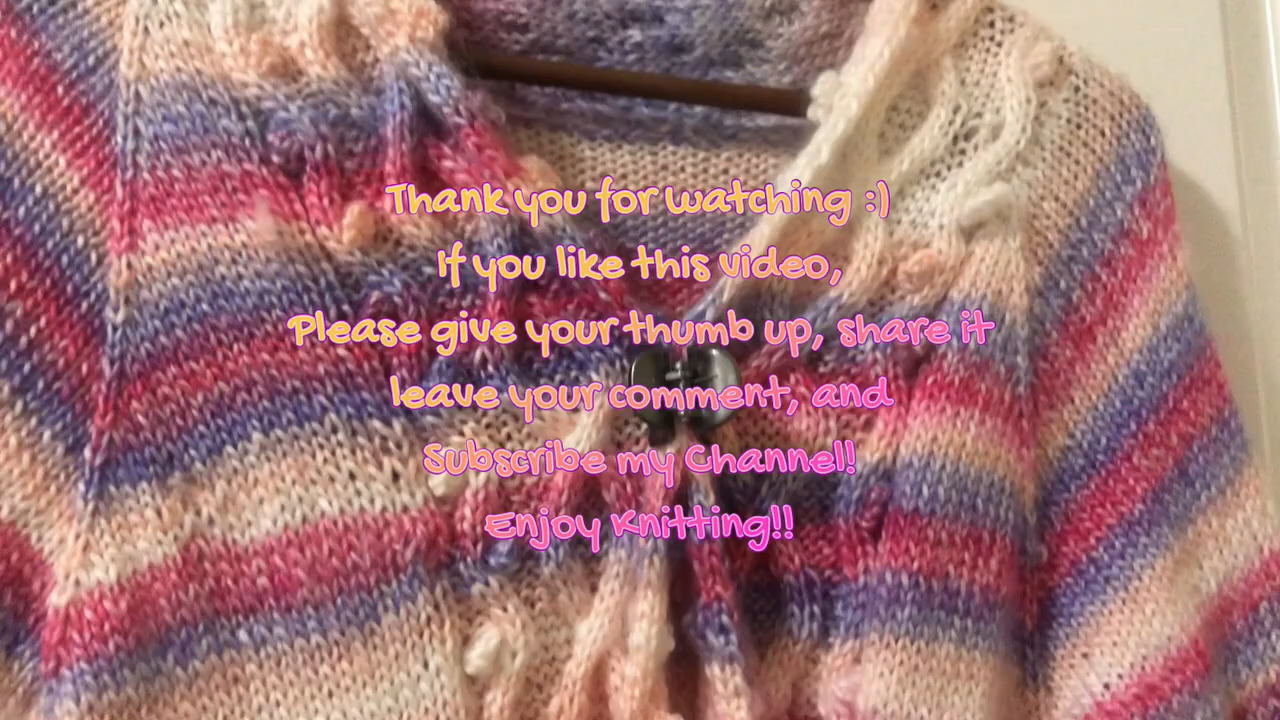 Thank you for watching :)
If you like this video,
Please give your thumb up, share it
leave your comment, and
Subscribe my Channel!
Enjoy Knitting!!